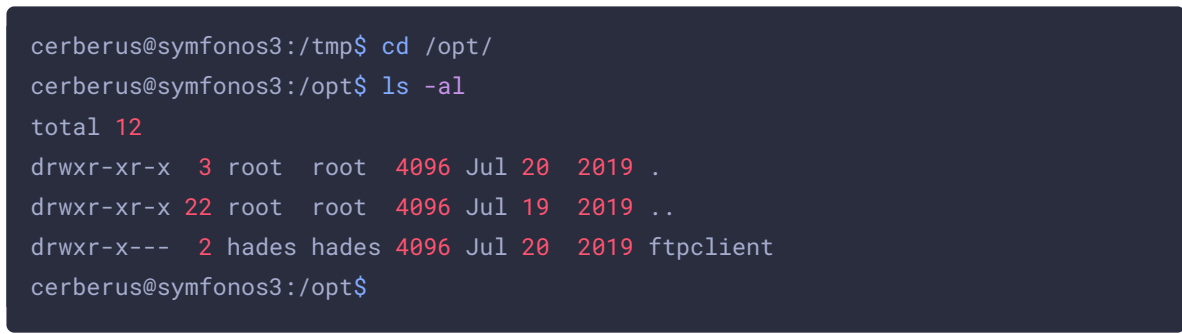 cerberus@symfonos3:/tmp$ cd /opt/
cerberus@symfonos3:/opt$ ls -al
total 12
drwxr-xr-x  3 root  root  4096 Jul 20  2019 .
drwxr-xr-x 22 root  root  4096 Jul 19  2019 ..
drwxr-x---  2 hades hades 4096 Jul 20  2019 ftpclient
cerberus@symfonos3:/opt$